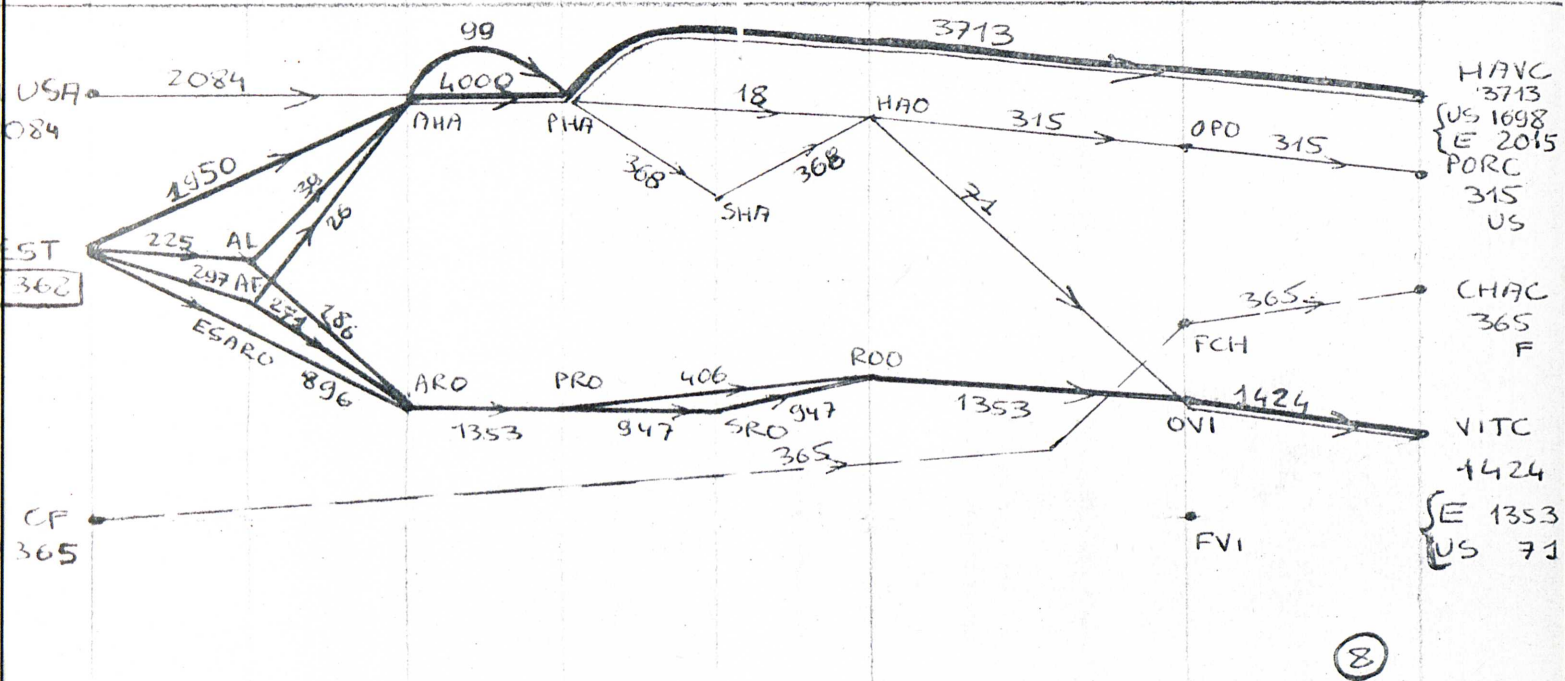 99
3713
USA
2084
4000
HAVC
3713
084
AHA
PHA
18
HAO
315
OPO
315
{US 1698
{E 2015
PORC
315
US
1950
39
26
368
368
SHA
71
EST
225
AL
362
297
AF
271
286
ESARO
896
365
CHAC
365
F
FCH
ARO
PRO
406
ROO
1353
947
SRO
947
1353
OVI
1424
VITC
1424
{E 1353
{US 71
365
CF
365
FVI
8